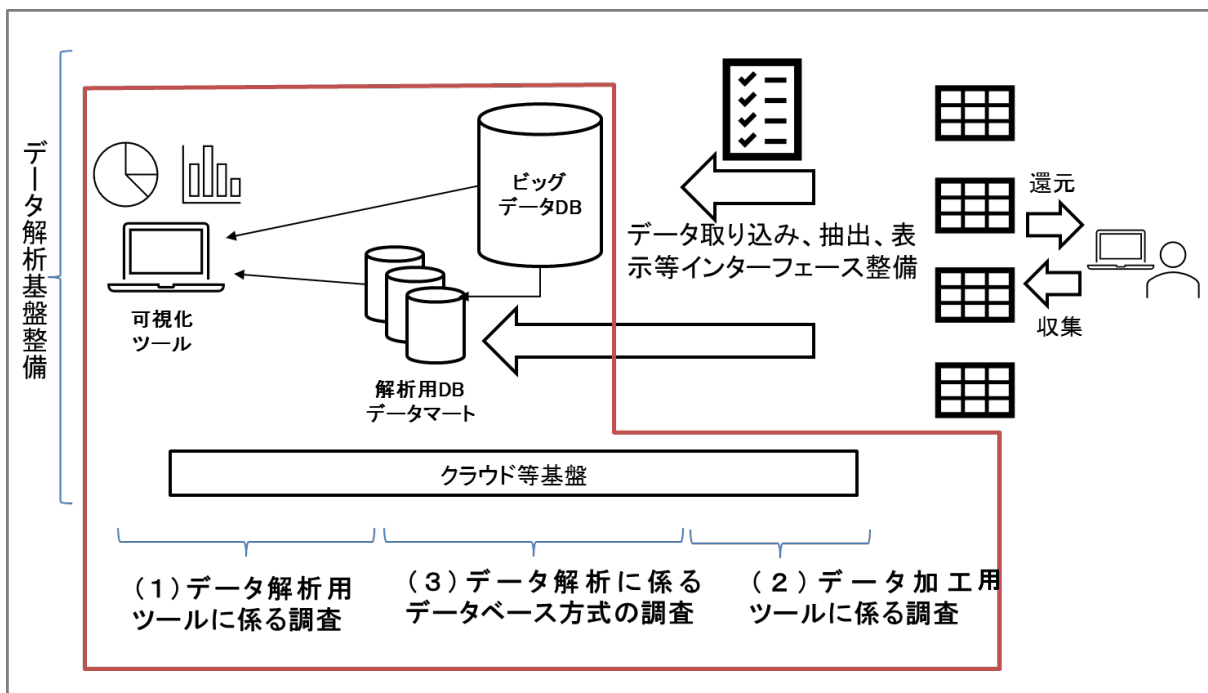 データ解析基盤整備
ビッグ
データDB
可視化
ツール
解析用DB
データマート
データ取り込み、抽出、表
示等インターフェース整備
還元
収集
クラウド等基盤
(１)データ解析用
ツールに係る調査
(３)データ解析に係る
データベース方式の調査
(２)データ加工用
ツールに係る調査